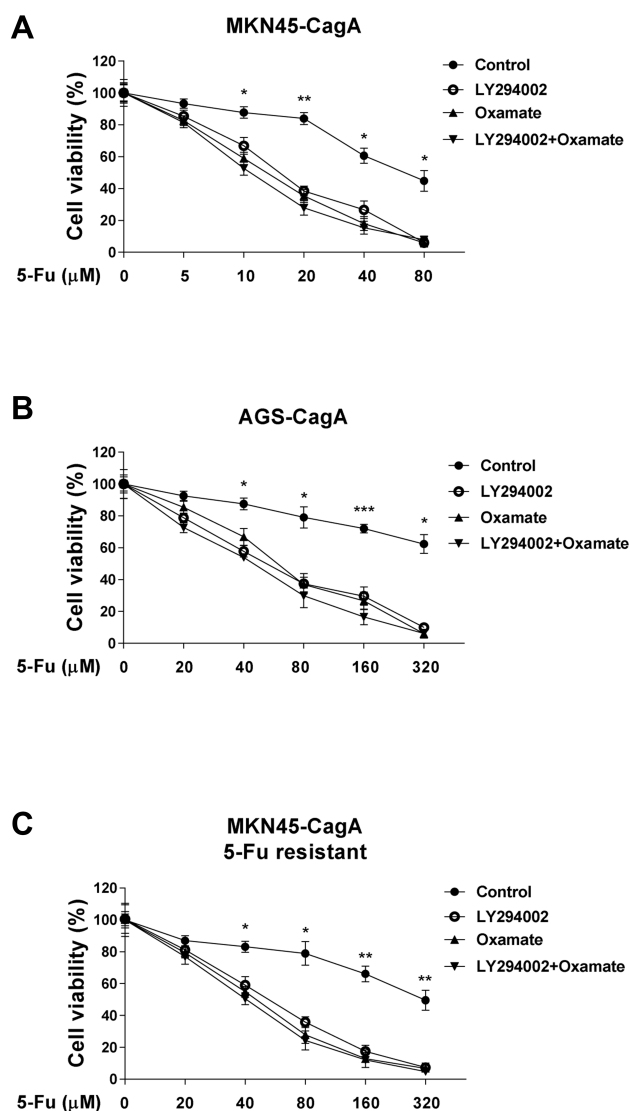 A
MKN45-CagA
120
100
80
60
40
20
0
Cell viability (%)
* ** * *
Control
LY294002
Oxamate
LY294002+Oxamate
5-Fu (μM) 0 5 10 20 40 80
B
AGS-CagA
120
100
80
60
40
20
0
Cell viability (%)
* * *** *
Control
LY294002
Oxamate
LY294002+Oxamate
5-Fu (μM) 0 20 40 80 160 320
C
MKN45-CagA
5-Fu resistant
120
100
80
60
40
20
0
Cell viability (%)
* * ** **
Control
LY294002
Oxamate
LY294002+Oxamate
5-Fu (μM) 0 20 40 80 160 320